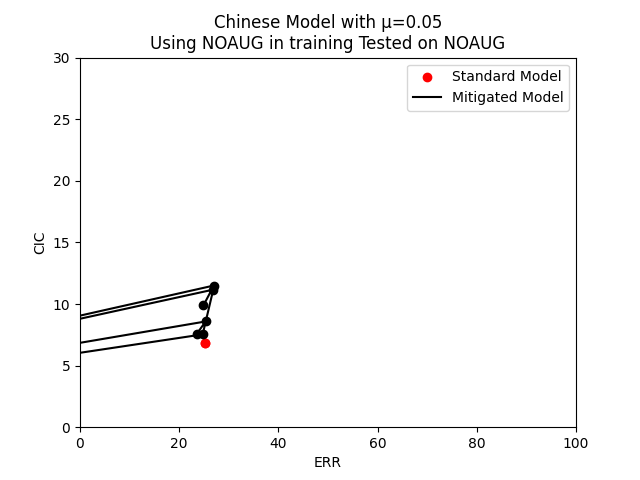 Chinese Model with μ=0.05
Using NOAUG in training Tested on NOAUG
Standard Model
Mitigated Model
30
25
20
15
10
5
0
CIC
0 20 40 60 80 100
ERR